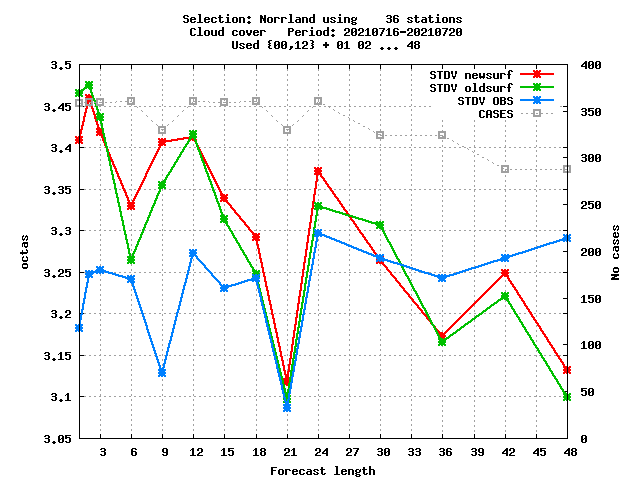 Selection: Norrland using    36 stations
Cloud cover   Period: 20210716-20210720
Used {00,12} + 01 02 ... 48
STDV newsurf
STDV oldsurf
STDV OBS
CASES
3,5
3,45
3,4
3,35
3,3
3,25
3,2
3,15
3,1
3,05
octas
400
350
300
250
200
150
100
50
0
No cases
3 6 9 12 15 18 21 24 27 30 33 36 39 42 45 48
Forecast length